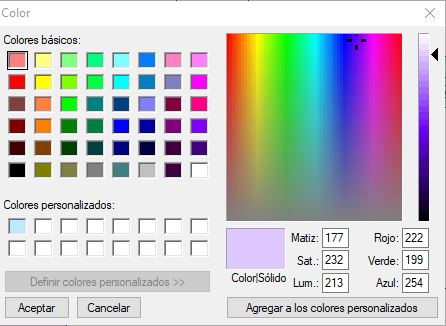 Color
Colores básicos:
Colores personalizados:
Definir colores personalizados >>
Aceptar Cancelar
Color|Sólido
Matiz: 177 Rojo: 222
Sat.: 232 Verde: 199
Lum.: 213 Azul: 254
Agregar a los colores personalizados